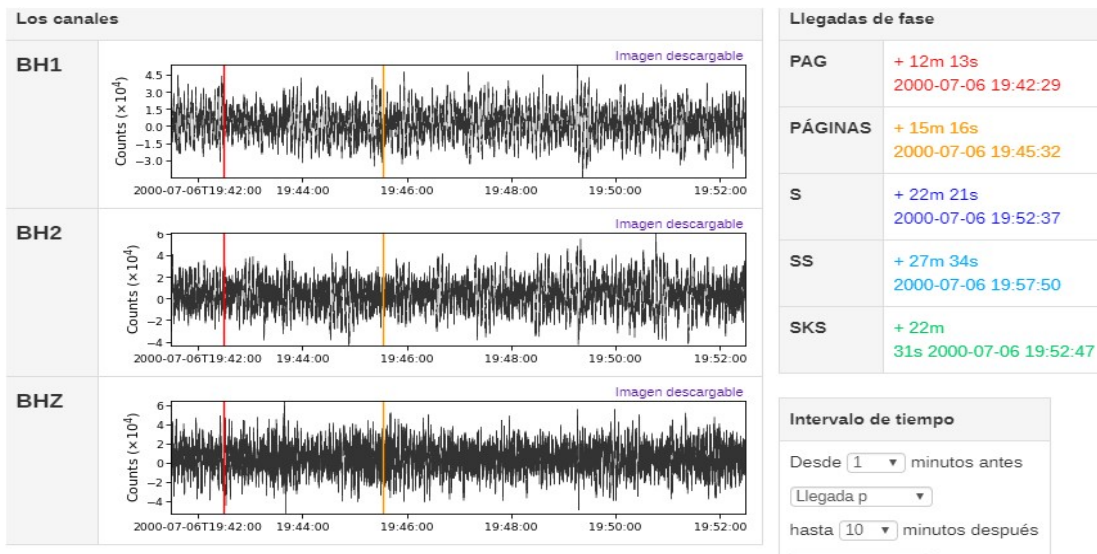 Los canales
BH1
Imagen descargable
Counts (×10⁴)
4.5
3.0
1.5
0.0
−1.5
−3.0
2000-07-06T19:42:00 19:44:00 19:46:00 19:48:00 19:50:00 19:52:00
BH2
Imagen descargable
Counts (×10⁴)
6
4
2
0
−2
−4
2000-07-06T19:42:00 19:44:00 19:46:00 19:48:00 19:50:00 19:52:00
BHZ
Imagen descargable
Counts (×10⁴)
6
4
2
0
−2
−4
2000-07-06T19:42:00 19:44:00 19:46:00 19:48:00 19:50:00 19:52:00
Llegadas de fase
PAG + 12m 13s
2000-07-06 19:42:29
PÁGINAS + 15m 16s
2000-07-06 19:45:32
S + 22m 21s
2000-07-06 19:52:37
SS + 27m 34s
2000-07-06 19:57:50
SKS + 22m
31s 2000-07-06 19:52:47
Intervalo de tiempo
Desde 1 minutos antes
Llegada p
hasta 10 minutos después